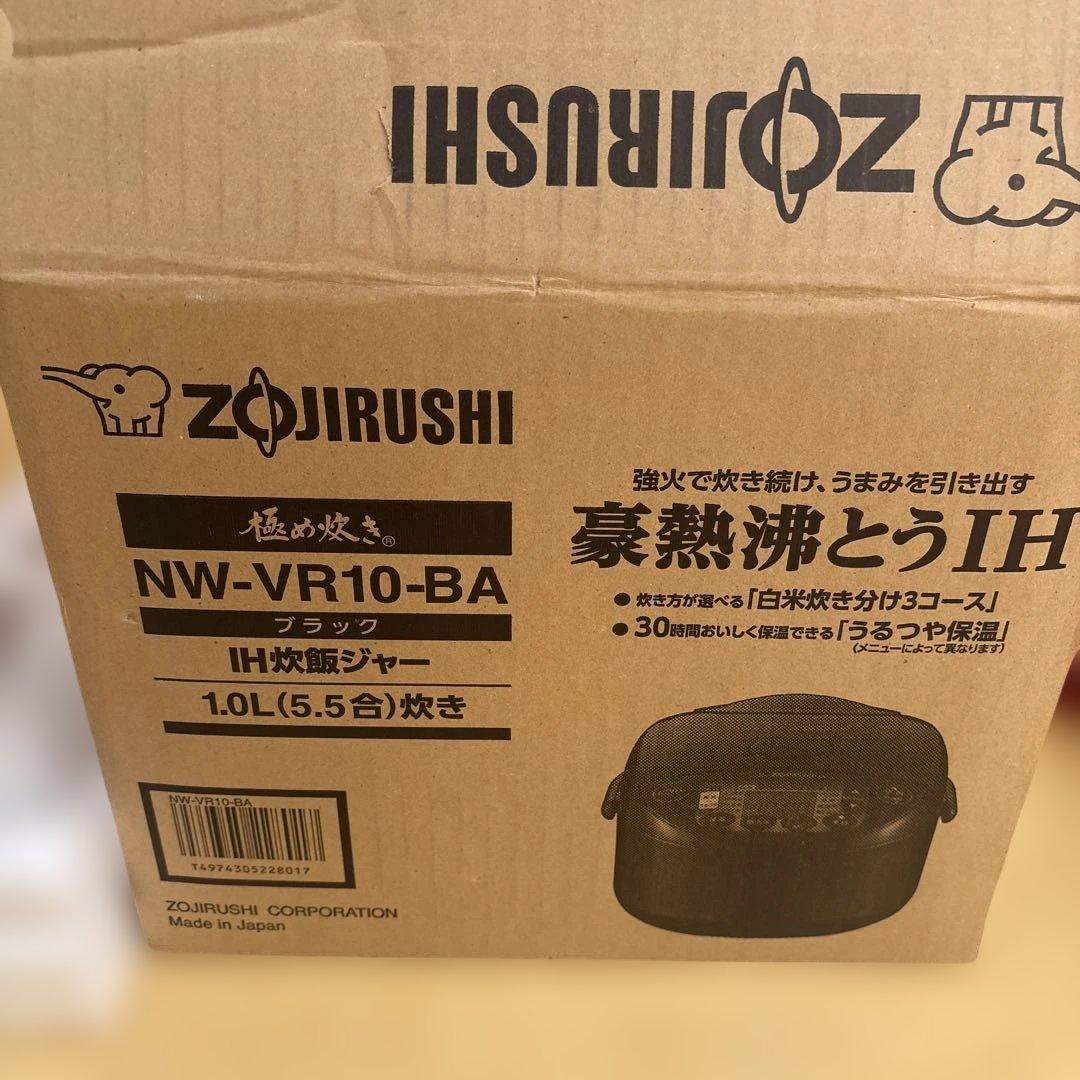 ZOJIRUSHI
ZOJIRUSHI
極め炊き®
NW-VR10-BA
ブラック
IH炊飯ジャー
1.0L(5.5合)炊き
強火で炊き続け、うまみを引き出す
豪熱沸とうIH
● 炊き方が選べる「白米炊き分け3コース」
● 30時間おいしく保温できる「うるつや保温」
(メニューによって異なります)
ZOJIRUSHI
NW-VR10-BA
T4974305228017
ZOJIRUSHI CORPORATION
Made in Japan